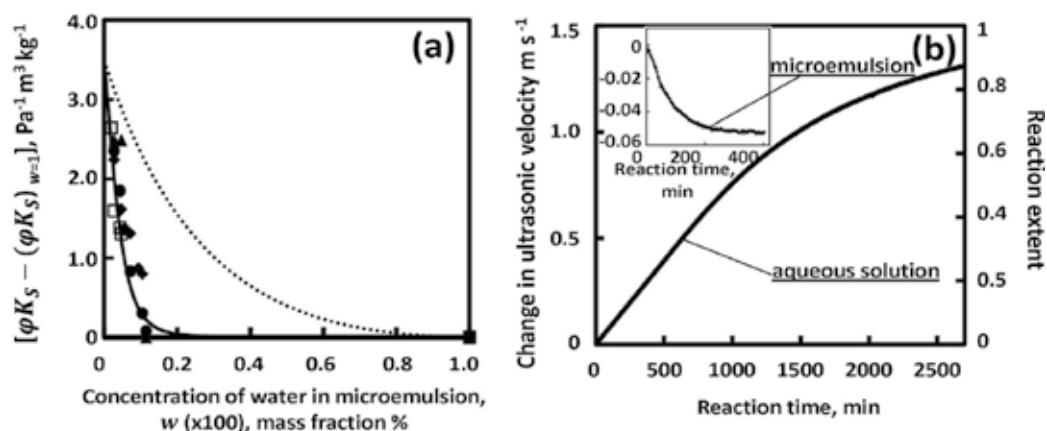 [φK_S − (φK_S)_{w=1}], Pa⁻¹ m³ kg⁻¹
4.0
3.0
2.0
1.0
0
(a)
0
0.2
0.4
0.6
0.8
1.0
Concentration of water in microemulsion,
w (x100), mass fraction %
Change in ultrasonic velocity m s⁻¹
1.5
1.0
0.5
0
(b)
0
-0.02
-0.04
-0.06
0
200
400
Reaction time,
min
microemulsion
aqueous solution
0
500
1000
1500
2000
2500
Reaction time, min
1
0.8
0.6
0.4
0.5
0
Reaction extent